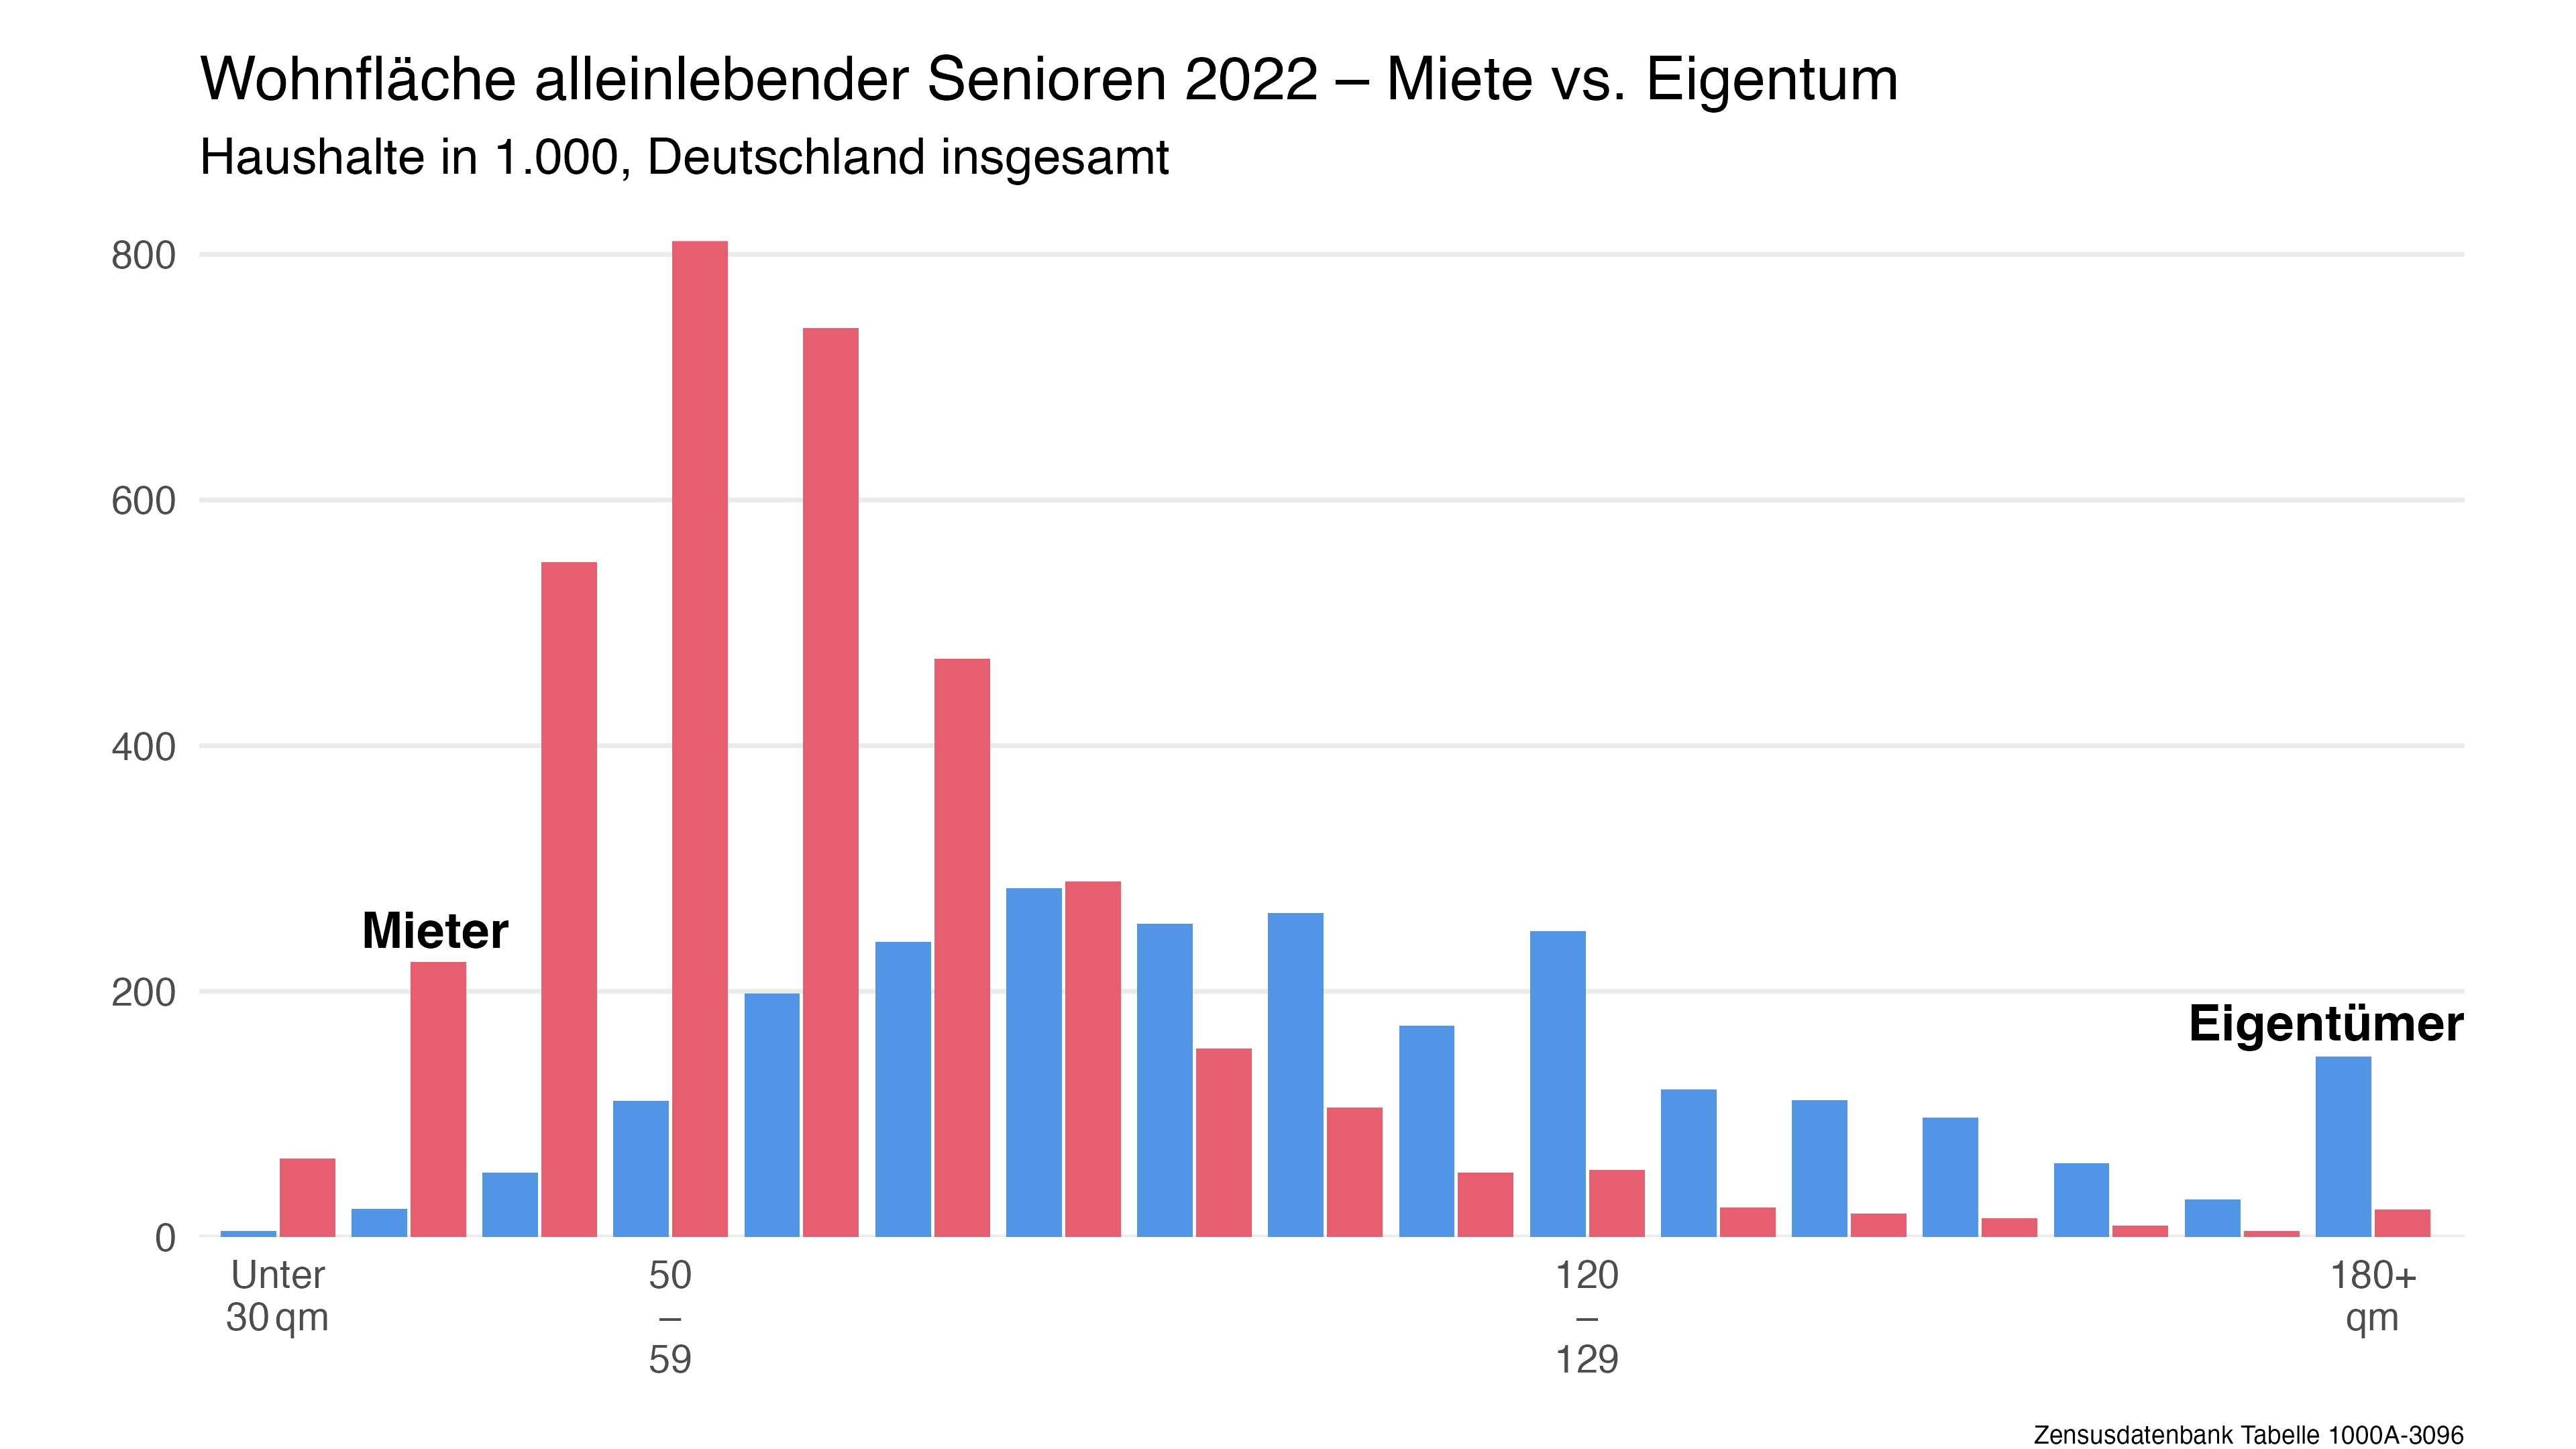 Wohnfläche alleinlebender Senioren 2022 – Miete vs. Eigentum
Haushalte in 1.000, Deutschland insgesamt
800
600
400
200
0
Mieter
Eigentümer
Unter
30 qm
50
–
59
120
–
129
180+
qm
Zensusdatenbank Tabelle 1000A-3096